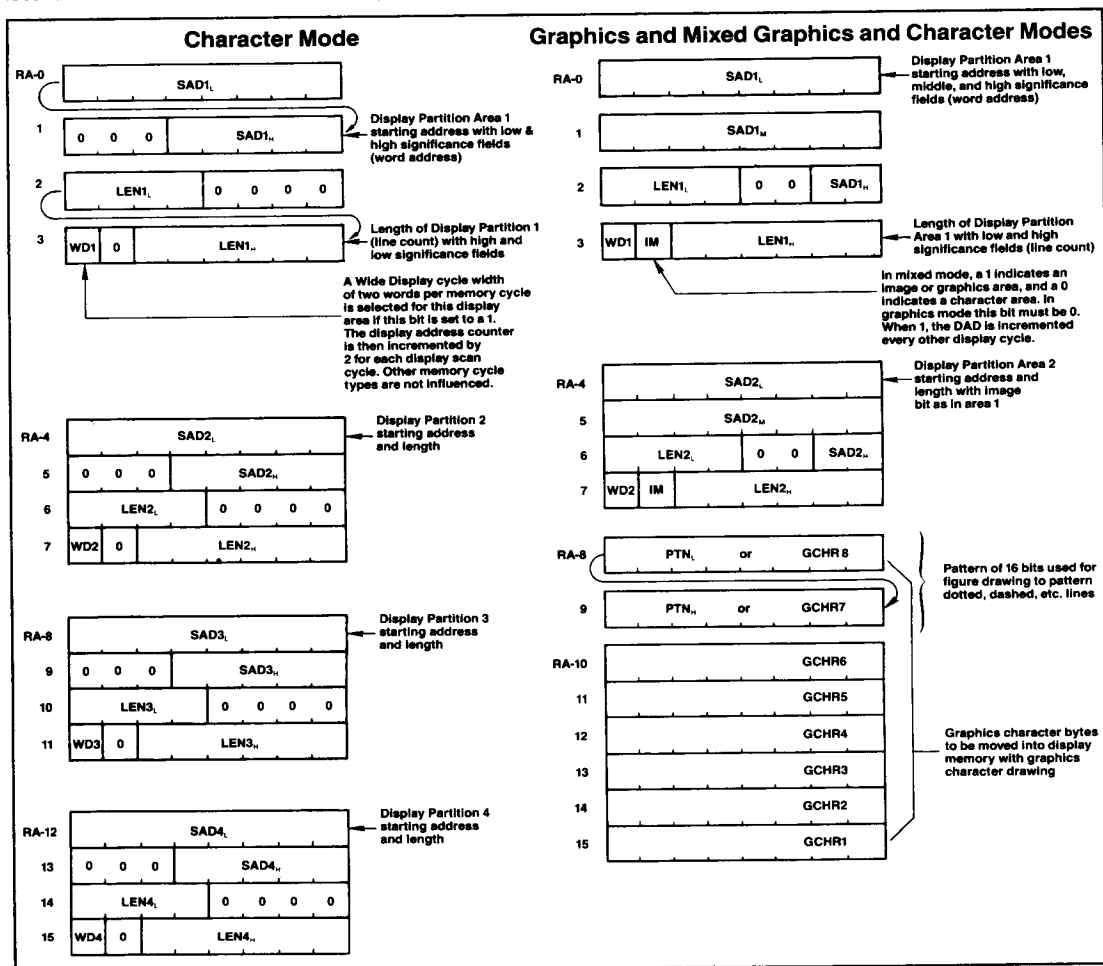 Character Mode
RA-0
SAD1L
1
0 0 0 SAD1H
Display Partition Area 1
starting address with low &
high significance fields
(word address)
2
LEN1L 0 0 0 0
3
WD1 0 LEN1H
Length of Display Partition 1
(line count) with high and
low significance fields
A Wide Display cycle width
of two words per memory cycle
is selected for this display
area if this bit is set to a 1.
The display address counter
is then incremented by
2 for each display scan
cycle. Other memory cycle
types are not influenced.
RA-4
SAD2L
Display Partition 2
starting address
and length
5
0 0 0 SAD2H
6
LEN2L 0 0 0 0
7
WD2 0 LEN2H
RA-8
SAD3L
Display Partition 3
starting address
and length
9
0 0 0 SAD3H
10
LEN3L 0 0 0 0
11
WD3 0 LEN3H
RA-12
SAD4L
Display Partition 4
starting address
and length
13
0 0 0 SAD4H
14
LEN4L 0 0 0 0
15
WD4 0 LEN4H
Graphics and Mixed Graphics and Character Modes
RA-0
SAD1L
Display Partition Area 1
starting address with low,
middle, and high significance
fields (word address)
1
SAD1M
2
LEN1L 0 0 SAD1H
3
WD1 IM LEN1H
Length of Display Partition
Area 1 with low and high
significance fields (line count)
In mixed mode, a 1 indicates an
image or graphics area, and a 0
indicates a character area. In
graphics mode this bit must be 0.
When 1, the DAD is incremented
every other display cycle.
RA-4
SAD2L
Display Partition Area 2
starting address and
length with image
bit as in area 1
5
SAD2M
6
LEN2L 0 0 SAD2H
7
WD2 IM LEN2H
RA-8
PTNL or GCHR8
9
PTNH or GCHR7
Pattern of 16 bits used for
figure drawing to pattern
dotted, dashed, etc. lines
RA-10
GCHR6
11
GCHR5
12
GCHR4
13
GCHR3
14
GCHR2
15
GCHR1
Graphics character bytes
to be moved into display
memory with graphics
character drawing